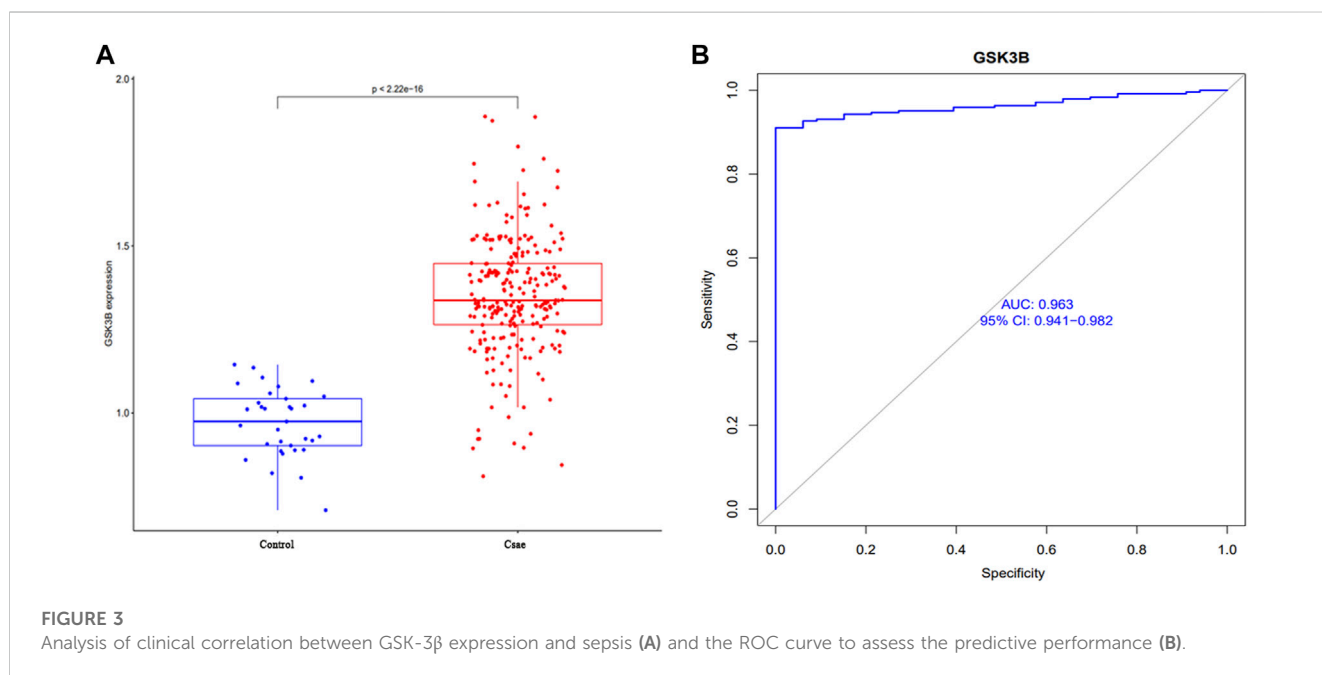 A
2.0
p < 2.22e−16
1.5
1.0
GSK3B expression
Control
Csae
B
GSK3B
1.0
0.8
0.6
0.4
0.2
0.0
Sensitivity
AUC: 0.963
95% CI: 0.941−0.982
0.0 0.2 0.4 0.6 0.8 1.0
Specificity
FIGURE 3
Analysis of clinical correlation between GSK-3β expression and sepsis (A) and the ROC curve to assess the predictive performance (B).